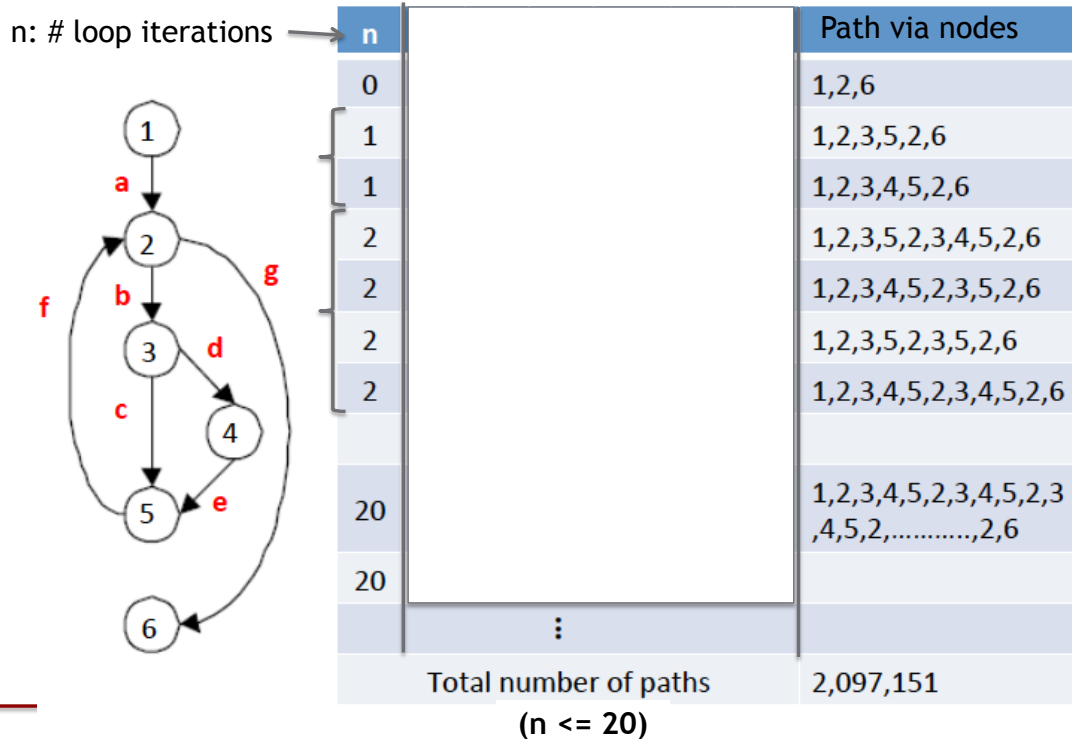 n: # loop iterations
n Path via nodes
0 1,2,6
1 1,2,3,5,2,6
1 1,2,3,4,5,2,6
2 1,2,3,5,2,3,4,5,2,6
2 1,2,3,4,5,2,3,5,2,6
2 1,2,3,5,2,3,5,2,6
2 1,2,3,4,5,2,3,4,5,2,6
20 1,2,3,4,5,2,3,4,5,2,3
,4,5,2,...........,2,6
20
⋮
Total number of paths 2,097,151
(n <= 20)
1
a
2
g
f
b
3
d
c
4
e
5
6